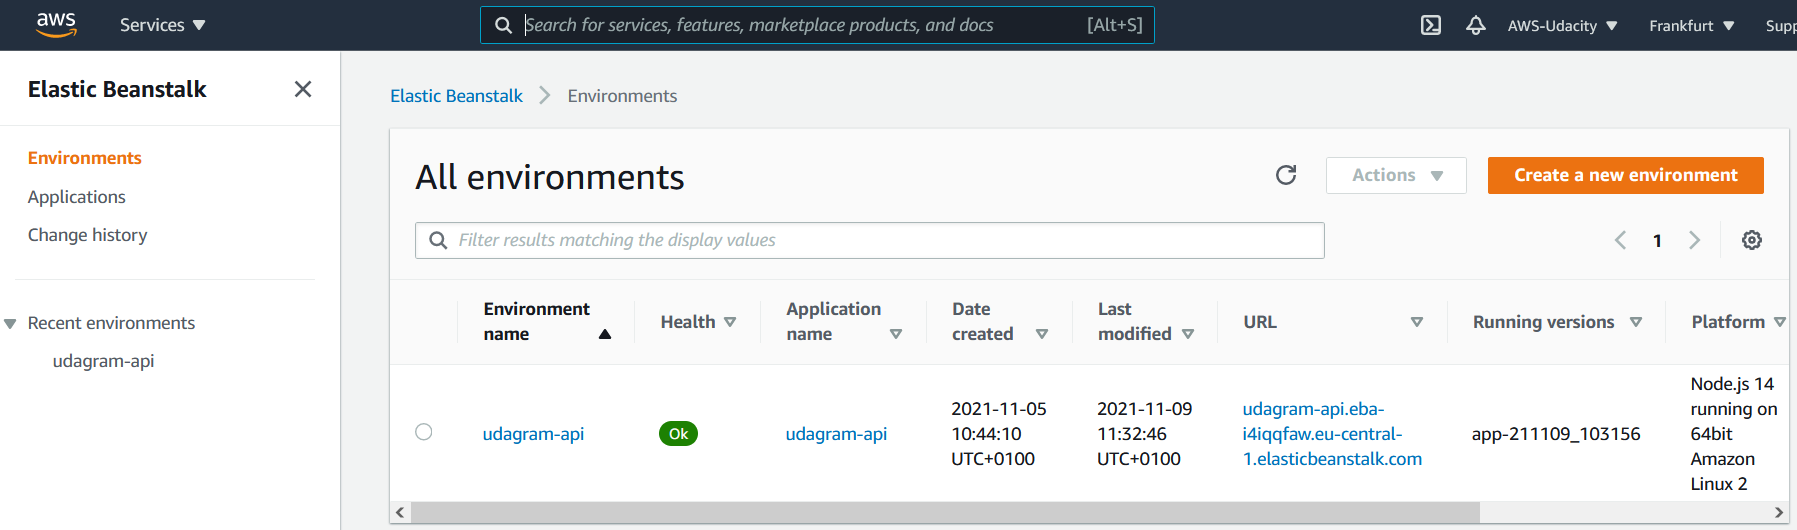 aws
Services
Search for services, features, marketplace products, and docs
[Alt+S]
AWS-Udacity
Frankfurt
Supp
Elastic Beanstalk
Environments
Applications
Change history
Recent environments
udagram-api
Elastic Beanstalk
Environments
All environments
Actions
Create a new environment
Filter results matching the display values
1
Environment
name
Health
Application
name
Date
created
Last
modified
URL
Running versions
Platform
udagram-api
Ok
udagram-api
2021-11-05
10:44:10
UTC+0100
2021-11-09
11:32:46
UTC+0100
udagram-api.eba-
i4iqqfaw.eu-central-
1.elasticbeanstalk.com
app-211109_103156
Node.js 14
running on
64bit
Amazon
Linux 2